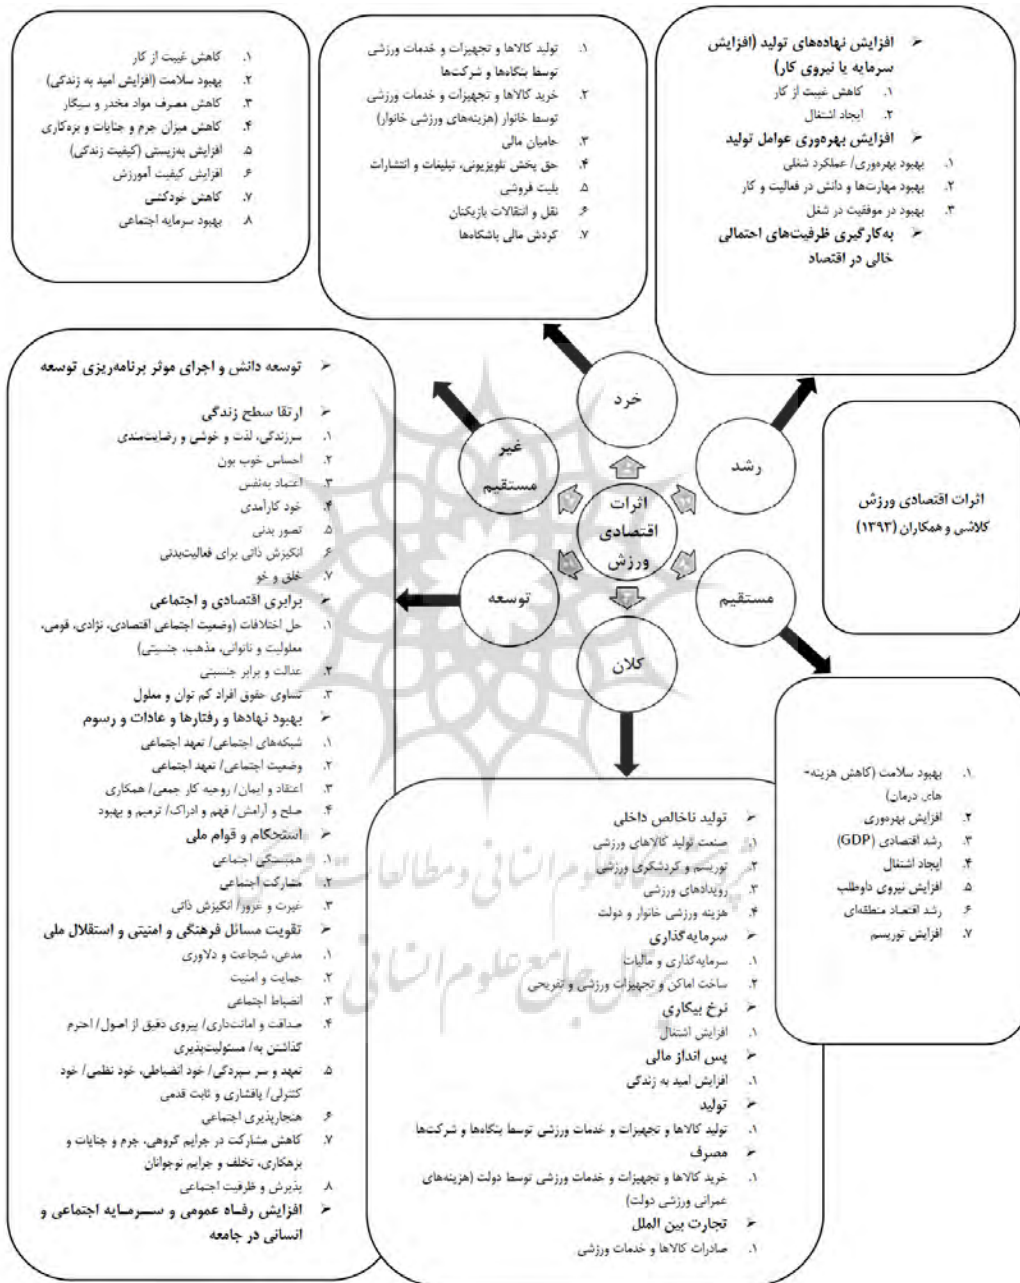 ➢ افزایش نهاده‌های تولید (افزایش
سرمایه یا نیروی کار)
۱. کاهش غیبت از کار
۲. ایجاد اشتغال
➢ افزایش بهره‌وری عوامل تولید
۱. بهبود بهره‌وری/ عملکرد شغلی
۲. بهبود مهارت‌ها و دانش در فعالیت و کار
۳. بهبود در موفقیت در شغل
➢ به‌کارگیری ظرفیت‌های احتمالی
خالی در اقتصاد
۱. تولید کالاها و تجهیزات و خدمات ورزشی
توسط بنگاه‌ها و شرکت‌ها
۲. خرید کالاها و تجهیزات و خدمات ورزشی
توسط خانوار (هزینه‌های ورزشی خانوار)
۳. حامیان مالی
۴. حق پخش تلویزیونی، تبلیغات و انتشارات
۵. بلیت فروشی
۶. نقل و انتقالات بازیکنان
۷. گردش مالی باشگاه‌ها
۱. کاهش غیبت از کار
۲. بهبود سلامت (افزایش امید به زندگی)
۳. کاهش مصرف مواد مخدر و سیگار
۴. کاهش میزان جرم و جنایات و بزه‌کاری
۵. افزایش به‌زیستی (کیفیت زندگی)
۶. افزایش کیفیت آموزش
۷. کاهش خودکشی
۸. بهبود سرمایه اجتماعی
خرد
رشد
غیر
مستقیم
اثرات
اقتصادی
ورزش
مستقیم
توسعه
کلان
اثرات اقتصادی ورزش
کلاشی و همکاران (۱۳۹۳)
➢ توسعه دانش و اجرای موثر برنامه‌ریزی توسعه
➢ ارتقا سطح زندگی
۱. سرزندگی، لذت و خوشی و رضایت‌مندی
۲. احساس خوب بون
۳. اعتماد به‌نفس
۴. خود کارآمدی
۵. تصور بدنی
۶. انگیزش ذاتی برای فعالیت‌بدنی
۷. خلق و خو
➢ برابری اقتصادی و اجتماعی
۱. حل اختلافات (وضعیت اجتماعی اقتصادی، نژادی، قومی،
معلولیت و ناتوانی، مذهب، جنسیتی)
۲. عدالت و برابر جنسیتی
۳. تساوی حقوق افراد کم توان و معلول
➢ بهبود نهادها و رفتارها و عادات و رسوم
۱. شبکه‌های اجتماعی/ تعهد اجتماعی
۲. وضعیت اجتماعی/ تعهد اجتماعی
۳. اعتقاد و ایمان/ روحیه کار جمعی/ همکاری
۴. صلح و آرامش/ فهم و ادراک/ ترمیم و بهبود
➢ استحکام و قوام ملی
۱. همبستگی اجتماعی
۲. مشارکت اجتماعی
۳. غیرت و غرور/ انگیزش ذاتی
➢ تقویت مسائل فرهنگی و امنیتی و استقلال ملی
۱. مدعی، شجاعت و دلاوری
۲. حمایت و امنیت
۳. انضباط اجتماعی
۴. صداقت و امانت‌داری/ پیروی دقیق از اصول/ احترم
گذاشتن به/ مسئولیت‌پذیری
۵. تعهد و سر سپردگی/ خود انضباطی، خود نظمی/ خود
کنترلی/ پافشاری و ثابت قدمی
۶. هنجارپذیری اجتماعی
۷. کاهش مشارکت در جرایم گروهی، جرم و جنایات و
بزهکاری، تخلف و جرایم نوجوانان
۸. پذیرش و ظرفیت اجتماعی
➢ افزایش رفاه عمومی و سرمایه اجتماعی و
انسانی در جامعه
۱. بهبود سلامت (کاهش هزینه-
های درمان)
۲. افزایش بهره‌وری
۳. رشد اقتصادی (GDP)
۴. ایجاد اشتغال
۵. افزایش نیروی داوطلب
۶. رشد اقتصاد منطقه‌ای
۷. افزایش توریسم
➢ تولید ناخالص داخلی
۱. صنعت تولید کالاهای ورزشی
۲. توریسم و گردشگری ورزشی
۳. رویدادهای ورزشی
۴. هزینه ورزشی خانوار و دولت
➢ سرمایه‌گذاری
۱. سرمایه‌گذاری و مالیات
۲. ساخت اماکن و تجهیزات ورزشی و تفریحی
➢ نرخ بیکاری
۱. افزایش اشتغال
➢ پس انداز مالی
۱. افزایش امید به زندگی
➢ تولید
۱. تولید کالاها و تجهیزات و خدمات ورزشی توسط بنگاه‌ها و شرکت‌ها
➢ مصرف
۱. خرید کالاها و تجهیزات و خدمات ورزشی توسط دولت (هزینه‌های
عمرانی ورزشی دولت)
➢ تجارت بین الملل
۱. صادرات کالاها و خدمات ورزشی
پژوهشگاه علوم انسانی و مطالعات فرهنگی
پرتال جامع علوم انسانی